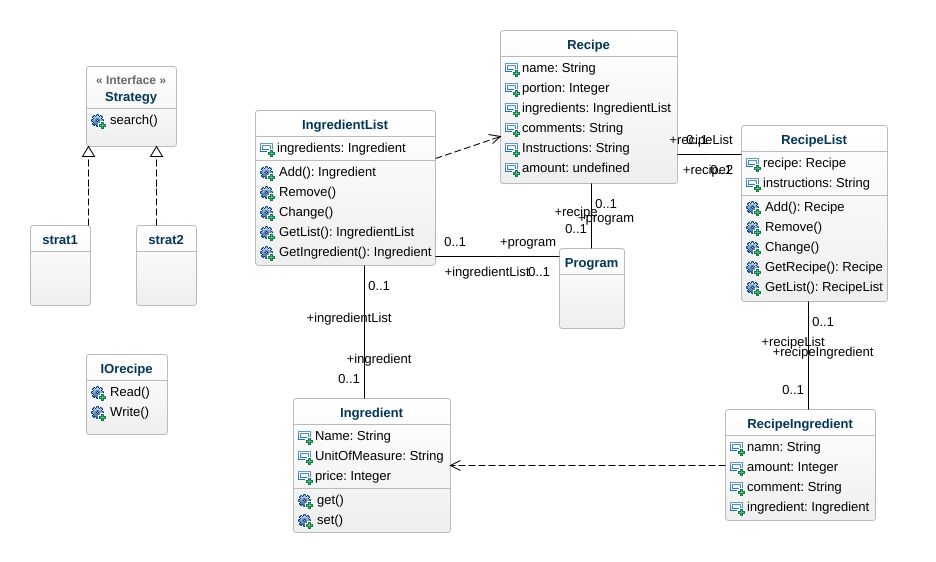 « Interface »
Strategy
search()
strat1
strat2
IOrecipe
Read()
Write()
IngredientList
ingredients: Ingredient
Add(): Ingredient
Remove()
Change()
GetList(): IngredientList
GetIngredient(): Ingredient
Recipe
name: String
portion: Integer
ingredients: IngredientList
comments: String
Instructions: String
amount: undefined
+recipeList
0..1
+recipe
0..2
RecipeList
recipe: Recipe
instructions: String
Add(): Recipe
Remove()
Change()
GetRecipe(): Recipe
GetList(): RecipeList
0..1
+recipe
+program
0..1
0..1
+program
+ingredientList
0..1
Program
0..1
+ingredientList
+ingredient
0..1
0..1
+recipeList
+recipeIngredient
0..1
Ingredient
Name: String
UnitOfMeasure: String
price: Integer
get()
set()
RecipeIngredient
namn: String
amount: Integer
comment: String
ingredient: Ingredient